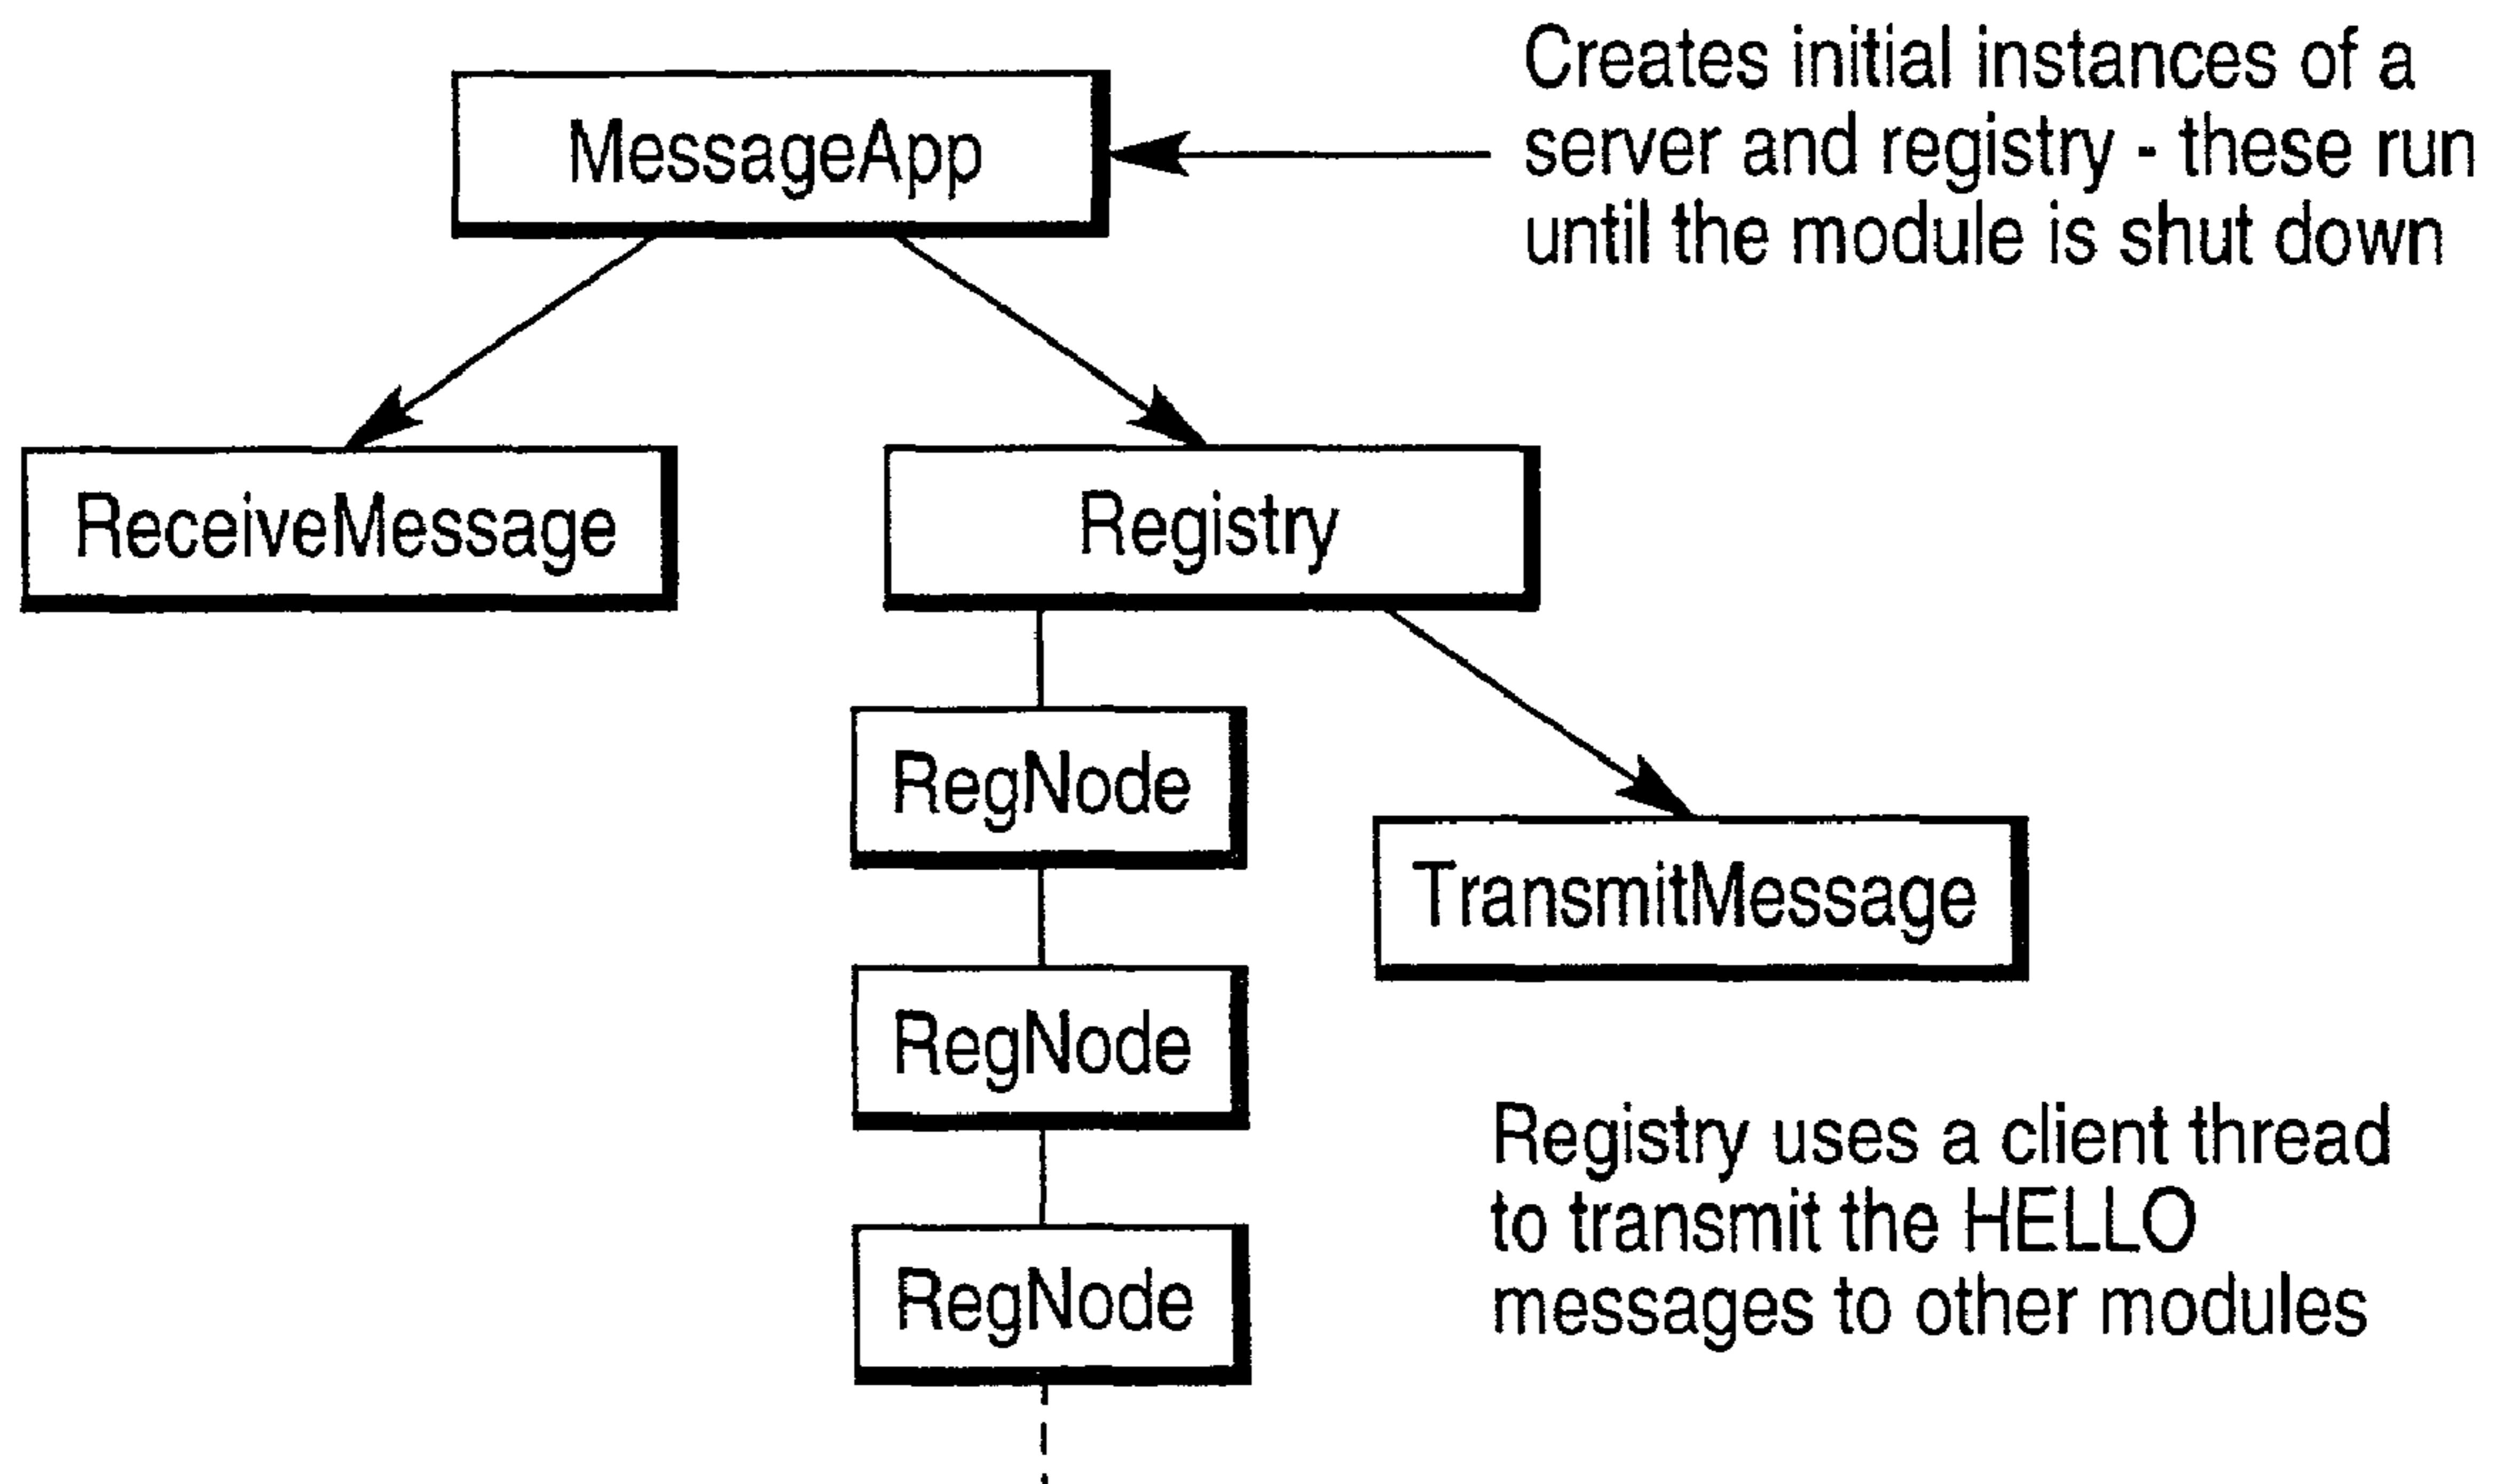 MessageApp
Creates initial instances of a
server and registry - these run
until the module is shut down
ReceiveMessage
Registry
RegNode
TransmitMessage
RegNode
RegNode
Registry uses a client thread
to transmit the HELLO
messages to other modules